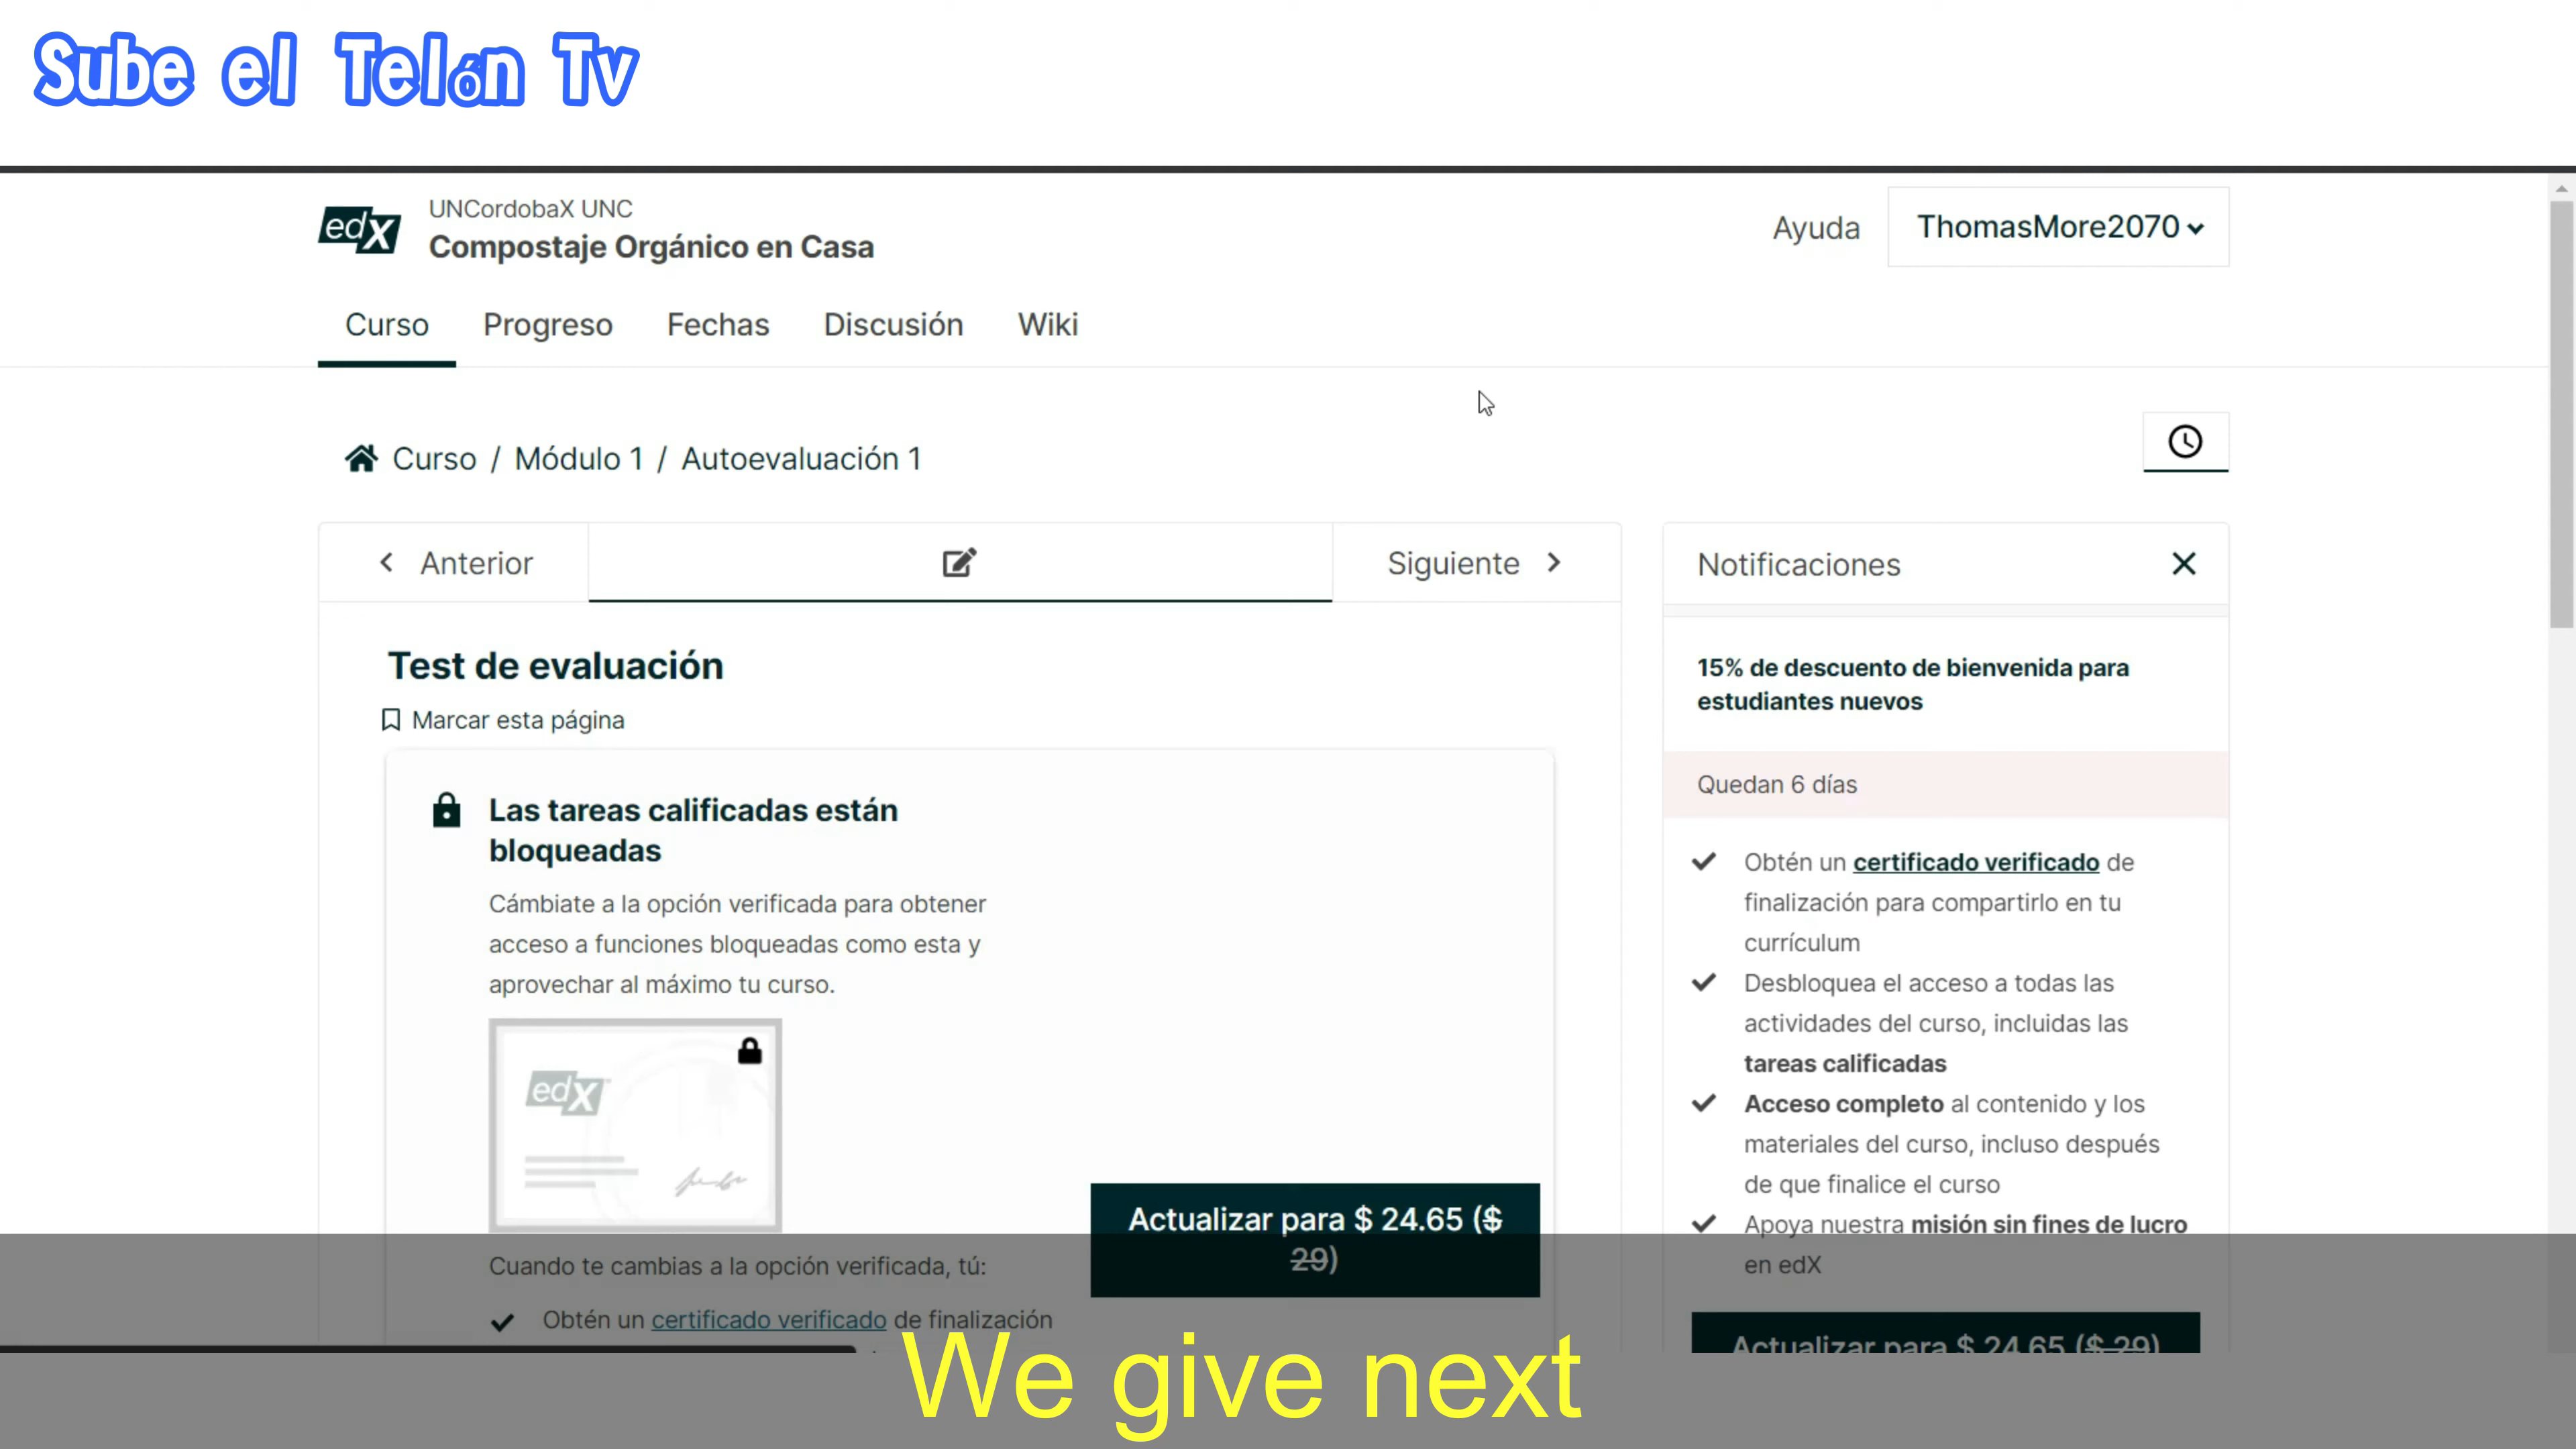 Sube el Telón Tv
edX
UNCordobaX UNC
Compostaje Orgánico en Casa
Ayuda
ThomasMore2070
Curso
Progreso
Fechas
Discusión
Wiki
Curso / Módulo 1 / Autoevaluación 1
Anterior
Siguiente
Test de evaluación
Marcar esta página
Las tareas calificadas están
bloqueadas
Cámbiate a la opción verificada para obtener
acceso a funciones bloqueadas como esta y
aprovechar al máximo tu curso.
edX
Actualizar para $ 24.65 ($
29)
Cuando te cambias a la opción verificada, tú:
Obtén un certificado verificado de finalización
Notificaciones
15% de descuento de bienvenida para
estudiantes nuevos
Quedan 6 días
Obtén un certificado verificado de
finalización para compartirlo en tu
currículum
Desbloquea el acceso a todas las
actividades del curso, incluidas las
tareas calificadas
Acceso completo al contenido y los
materiales del curso, incluso después
de que finalice el curso
Apoya nuestra misión sin fines de lucro
en edX
Actualizar para $ 24.65 ($ 29)
We give next